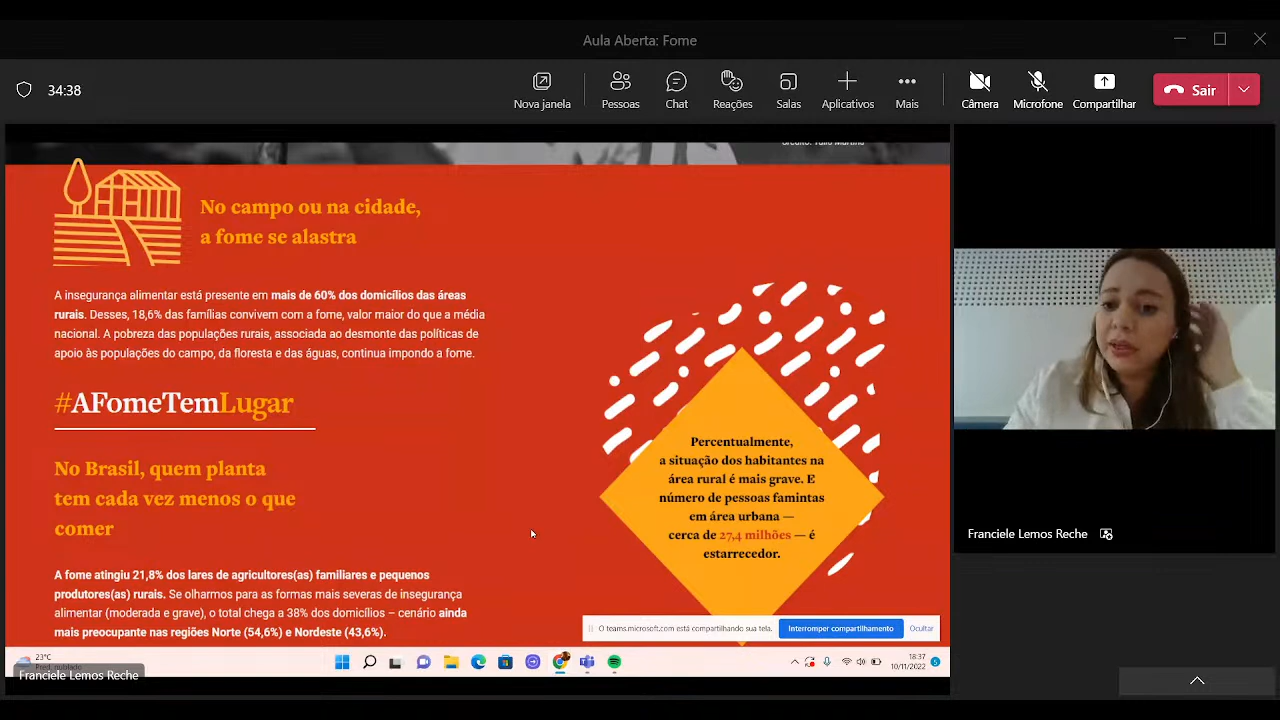 Aula Aberta: Fome
34:38
Nova janela
Pessoas
Chat
Reações
Salas
Aplicativos
Mais
Câmera
Microfone
Compartilhar
Sair
No campo ou na cidade,
a fome se alastra
A insegurança alimentar está presente em mais de 60% dos domicílios das áreas
rurais. Desses, 18,6% das famílias convivem com a fome, valor maior do que a média
nacional. A pobreza das populações rurais, associada ao desmonte das políticas de
apoio às populações do campo, da floresta e das águas, continua impondo a fome.
#AFomeTemLugar
No Brasil, quem planta
tem cada vez menos o que
comer
A fome atingiu 21,8% dos lares de agricultores(as) familiares e pequenos
produtores(as) rurais. Se olharmos para as formas mais severas de insegurança
alimentar (moderada e grave), o total chega a 38% dos domicílios – cenário ainda
mais preocupante nas regiões Norte (54,6%) e Nordeste (43,6%).
Percentualmente,
a situação dos habitantes na
área rural é mais grave. E
número de pessoas famintas
em área urbana —
cerca de 27,4 milhões — é
estarrecedor.
O teams.microsoft.com está compartilhando sua tela.
Interromper compartilhamento
Ocultar
23°C
18:37
10/11/2022
5
Franciele Lemos Reche
Franciele Lemos Reche